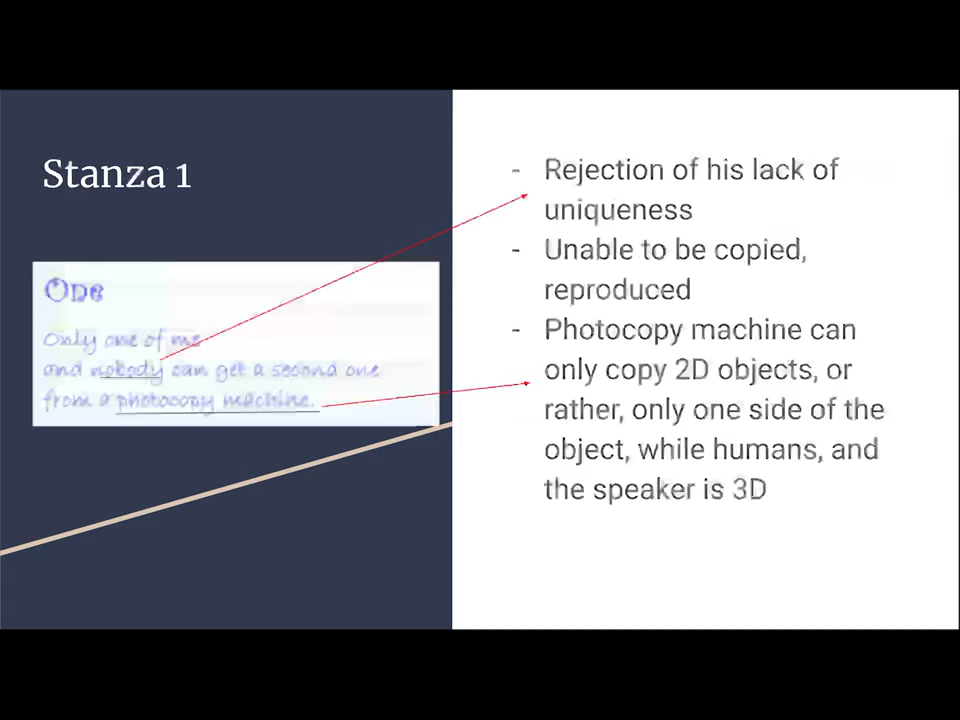 Stanza 1
One
Only one of me
and nobody can get a second one
from a photocopy machine.
- Rejection of his lack of
uniqueness
- Unable to be copied,
reproduced
- Photocopy machine can
only copy 2D objects, or
rather, only one side of the
object, while humans, and
the speaker is 3D